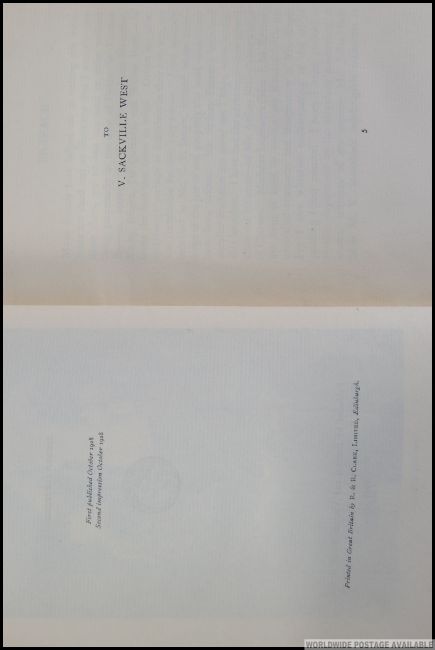 First published October 1928
Second impression October 1928
Printed in Great Britain by R. & R. CLARK, LIMITED, Edinburgh.
TO
V. SACKVILLE WEST
5
WORLDWIDE POSTAGE AVAILABLE